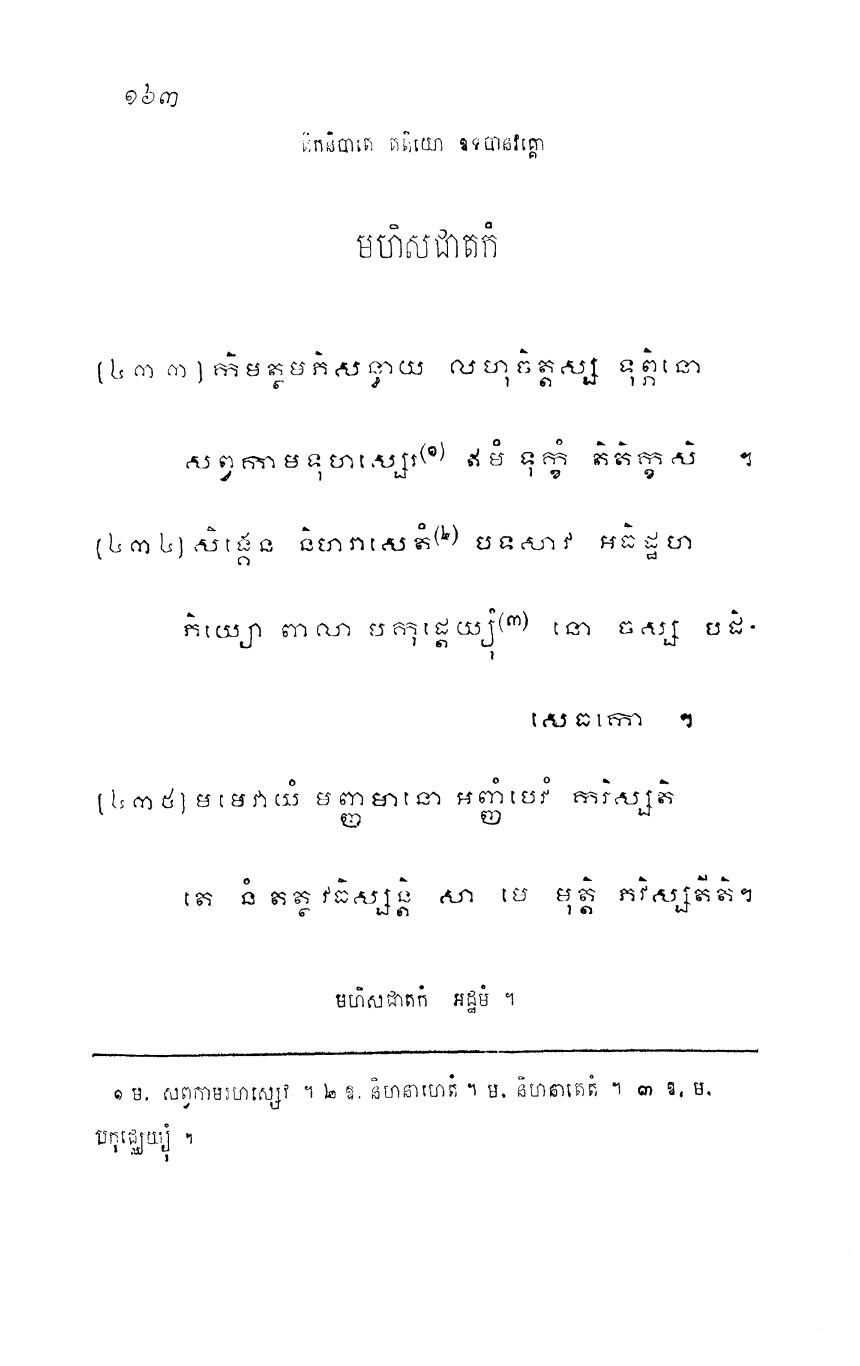 ១៦៣
តិកនិបាតេ តតិយោ ឧទបានវគ្គោ
មហិសជាតកំ
[៤៣៣] កិមត្ថមភិសន្ធាយ លហុចិត្តស្ស ទុព្ភិនោ
សព្វកាមទុហស្សេវ(១) ឥមំ ទុក្ខំ តិតិក្ខសិ ។
[៤៣៤] សិង្គេន និហរាសេតំ(២) បទសាវ អធិដ្ឋហ
ភិយ្យោ ពាលា បកុជ្ឈេយ្យុំ(៣) នោ ចស្ស បដិ-
សេធកោ ។
[៤៣៥] មមេវាយំ មញ្ញមានោ អញ្ញំបេវំ ករិស្សតិ
តេ នំ តត្ថ វធិស្សន្តិ សា មេ មុត្តិ ភវិស្សតីតិ។
មហិសជាតកំ អដ្ឋមំ ។
១ ម. សព្វកាមរហស្សេវ ។ ២ ឧ. និហនាហេតំ ។ ម. និហនាតេតំ ។ ៣ ឧ. ម.
បកុជ្ឈេយ្យុំ ។